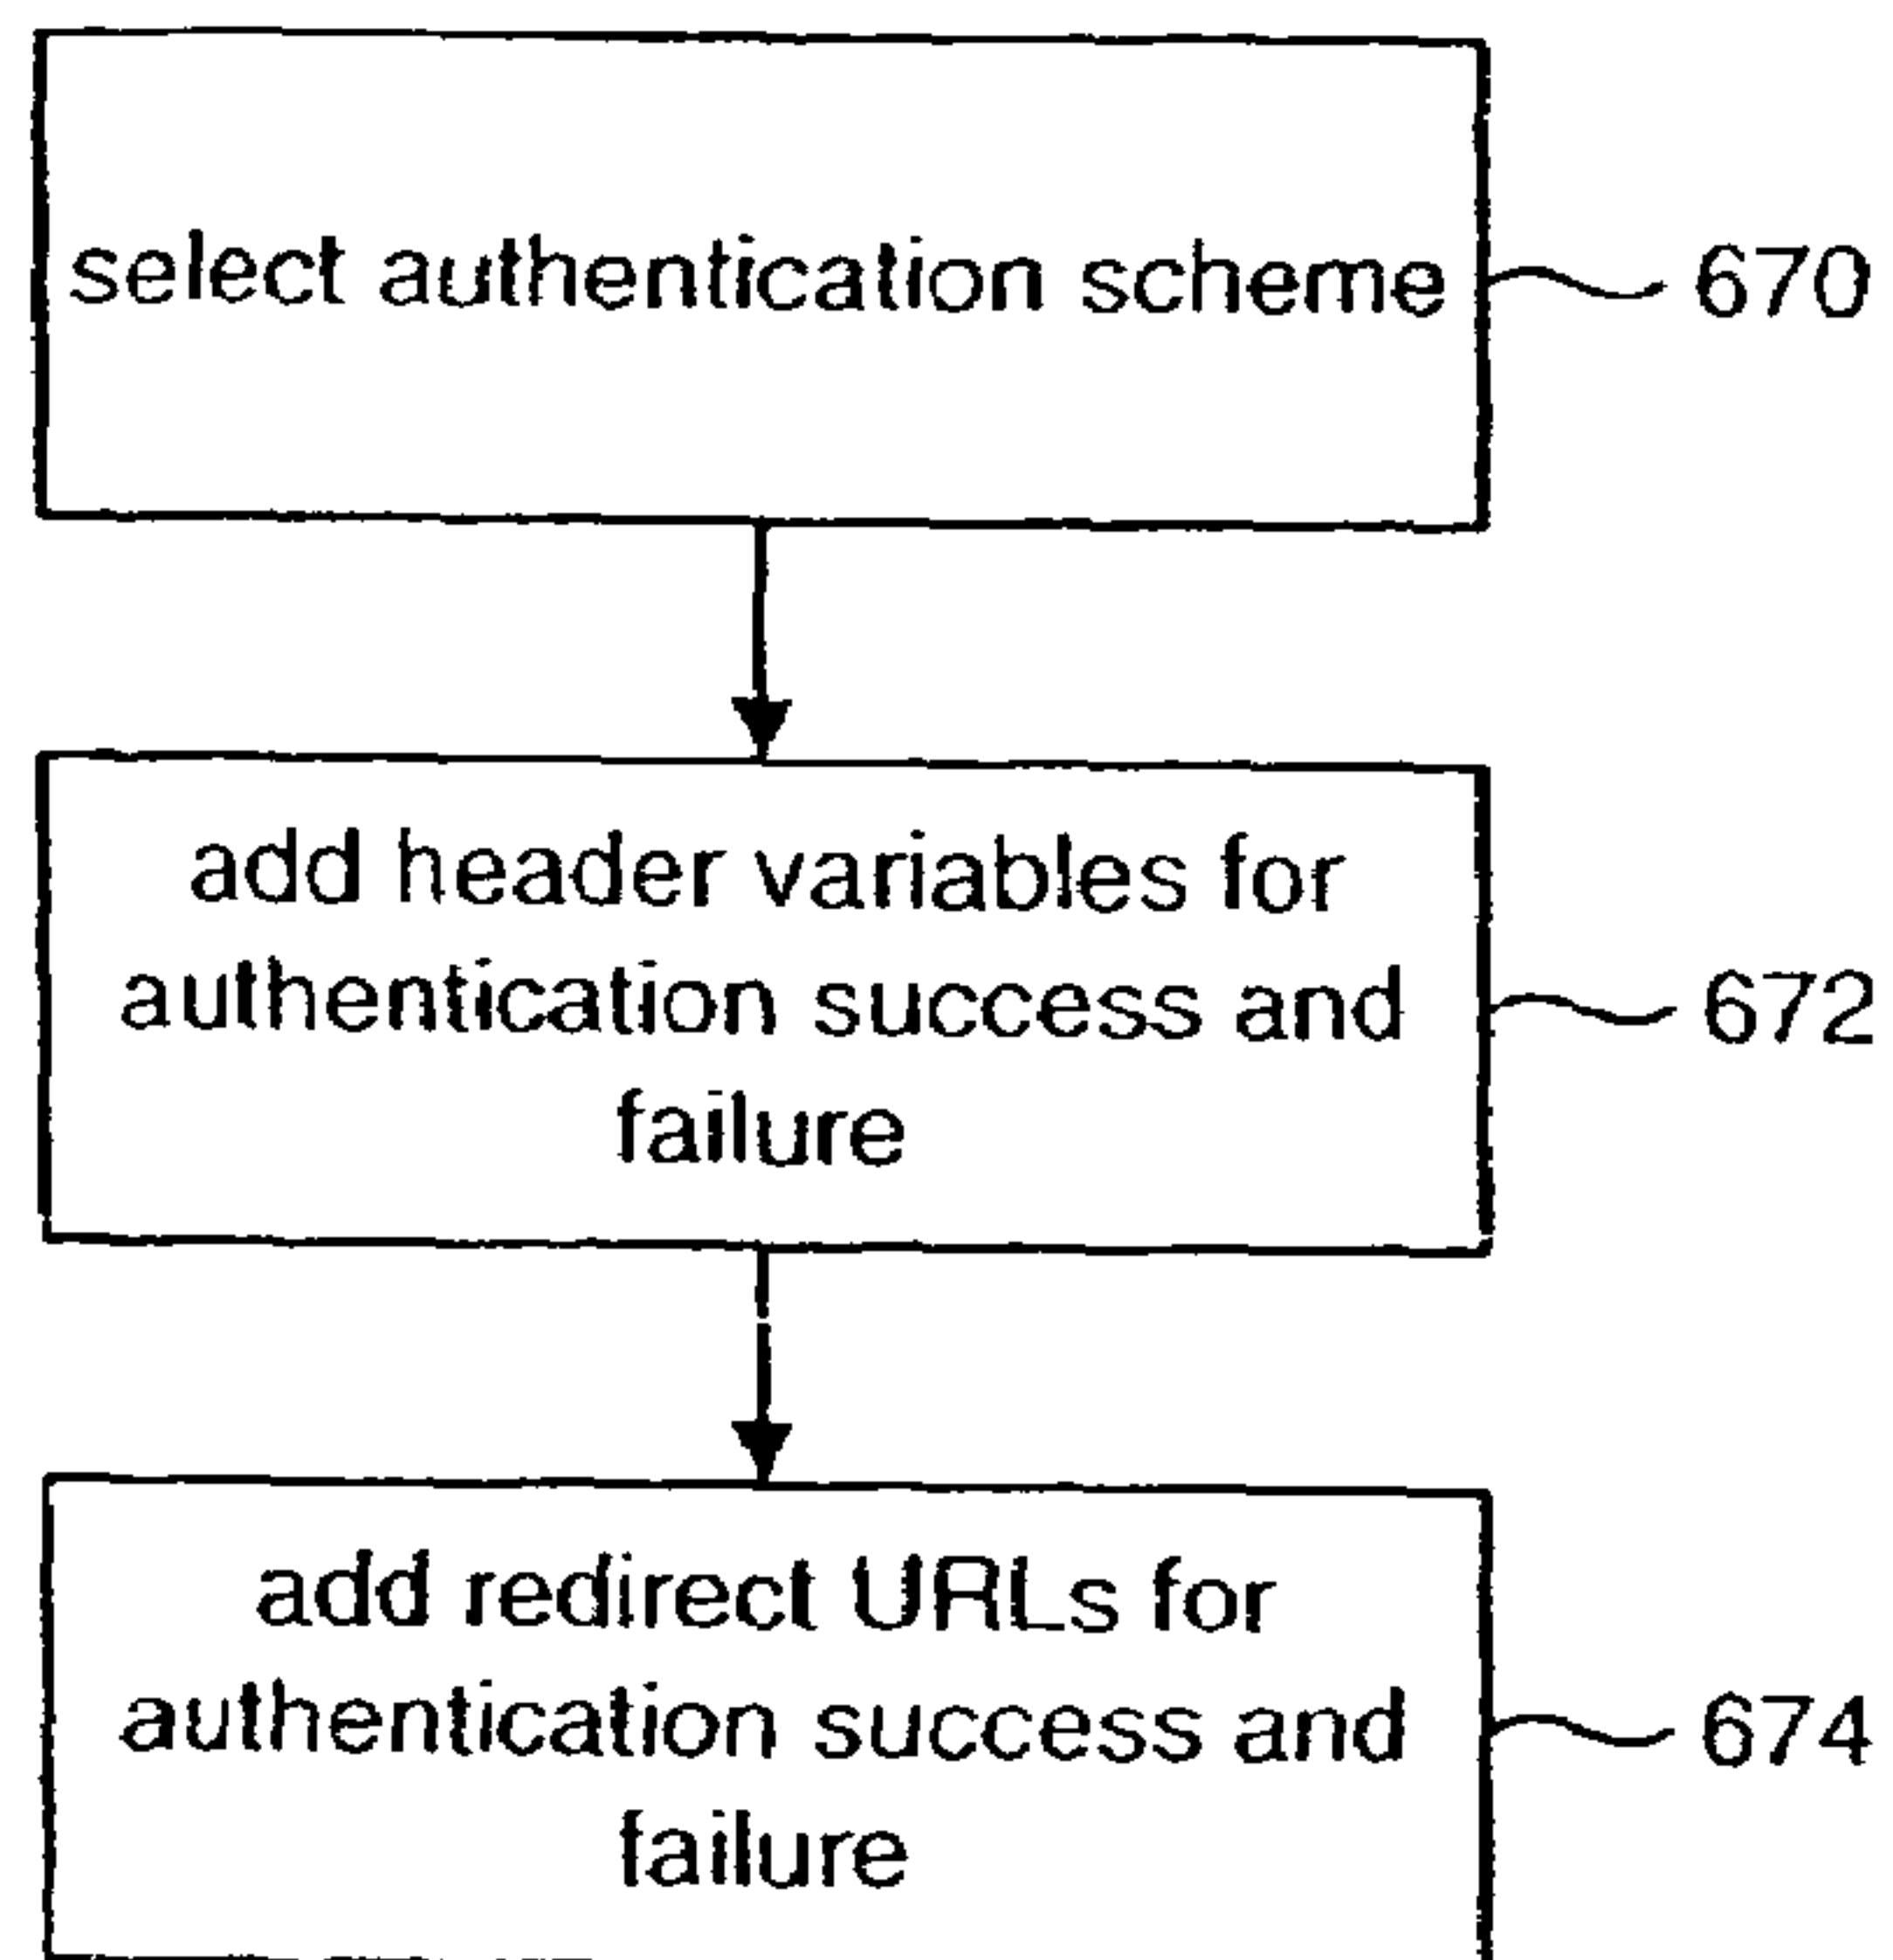 select authentication scheme
670
add header variables for
authentication success and
failure
672
add redirect URLs for
authentication success and
failure
674